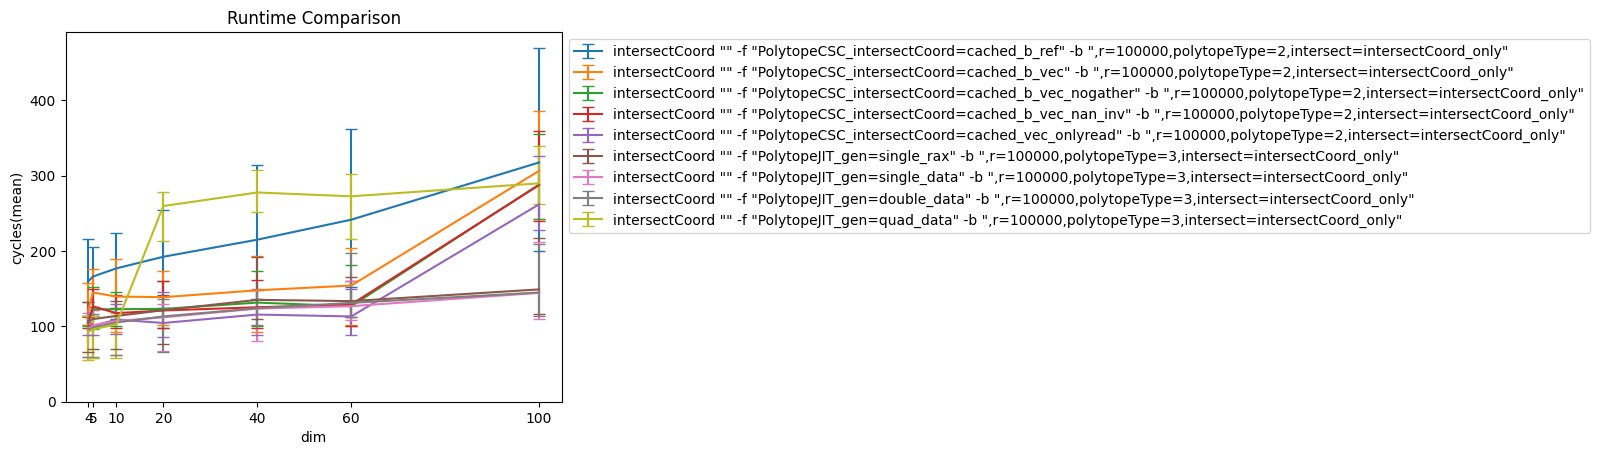 Runtime Comparison
cycles(mean)
400
300
200
100
0
4
5
10
20
40
60
100
dim
intersectCoord "" -f "PolytopeCSC_intersectCoord=cached_b_ref" -b ",r=100000,polytopeType=2,intersect=intersectCoord_only"
intersectCoord "" -f "PolytopeCSC_intersectCoord=cached_b_vec" -b ",r=100000,polytopeType=2,intersect=intersectCoord_only"
intersectCoord "" -f "PolytopeCSC_intersectCoord=cached_b_vec_nogather" -b ",r=100000,polytopeType=2,intersect=intersectCoord_only"
intersectCoord "" -f "PolytopeCSC_intersectCoord=cached_b_vec_nan_inv" -b ",r=100000,polytopeType=2,intersect=intersectCoord_only"
intersectCoord "" -f "PolytopeCSC_intersectCoord=cached_vec_onlyread" -b ",r=100000,polytopeType=2,intersect=intersectCoord_only"
intersectCoord "" -f "PolytopeJIT_gen=single_rax" -b ",r=100000,polytopeType=3,intersect=intersectCoord_only"
intersectCoord "" -f "PolytopeJIT_gen=single_data" -b ",r=100000,polytopeType=3,intersect=intersectCoord_only"
intersectCoord "" -f "PolytopeJIT_gen=double_data" -b ",r=100000,polytopeType=3,intersect=intersectCoord_only"
intersectCoord "" -f "PolytopeJIT_gen=quad_data" -b ",r=100000,polytopeType=3,intersect=intersectCoord_only"